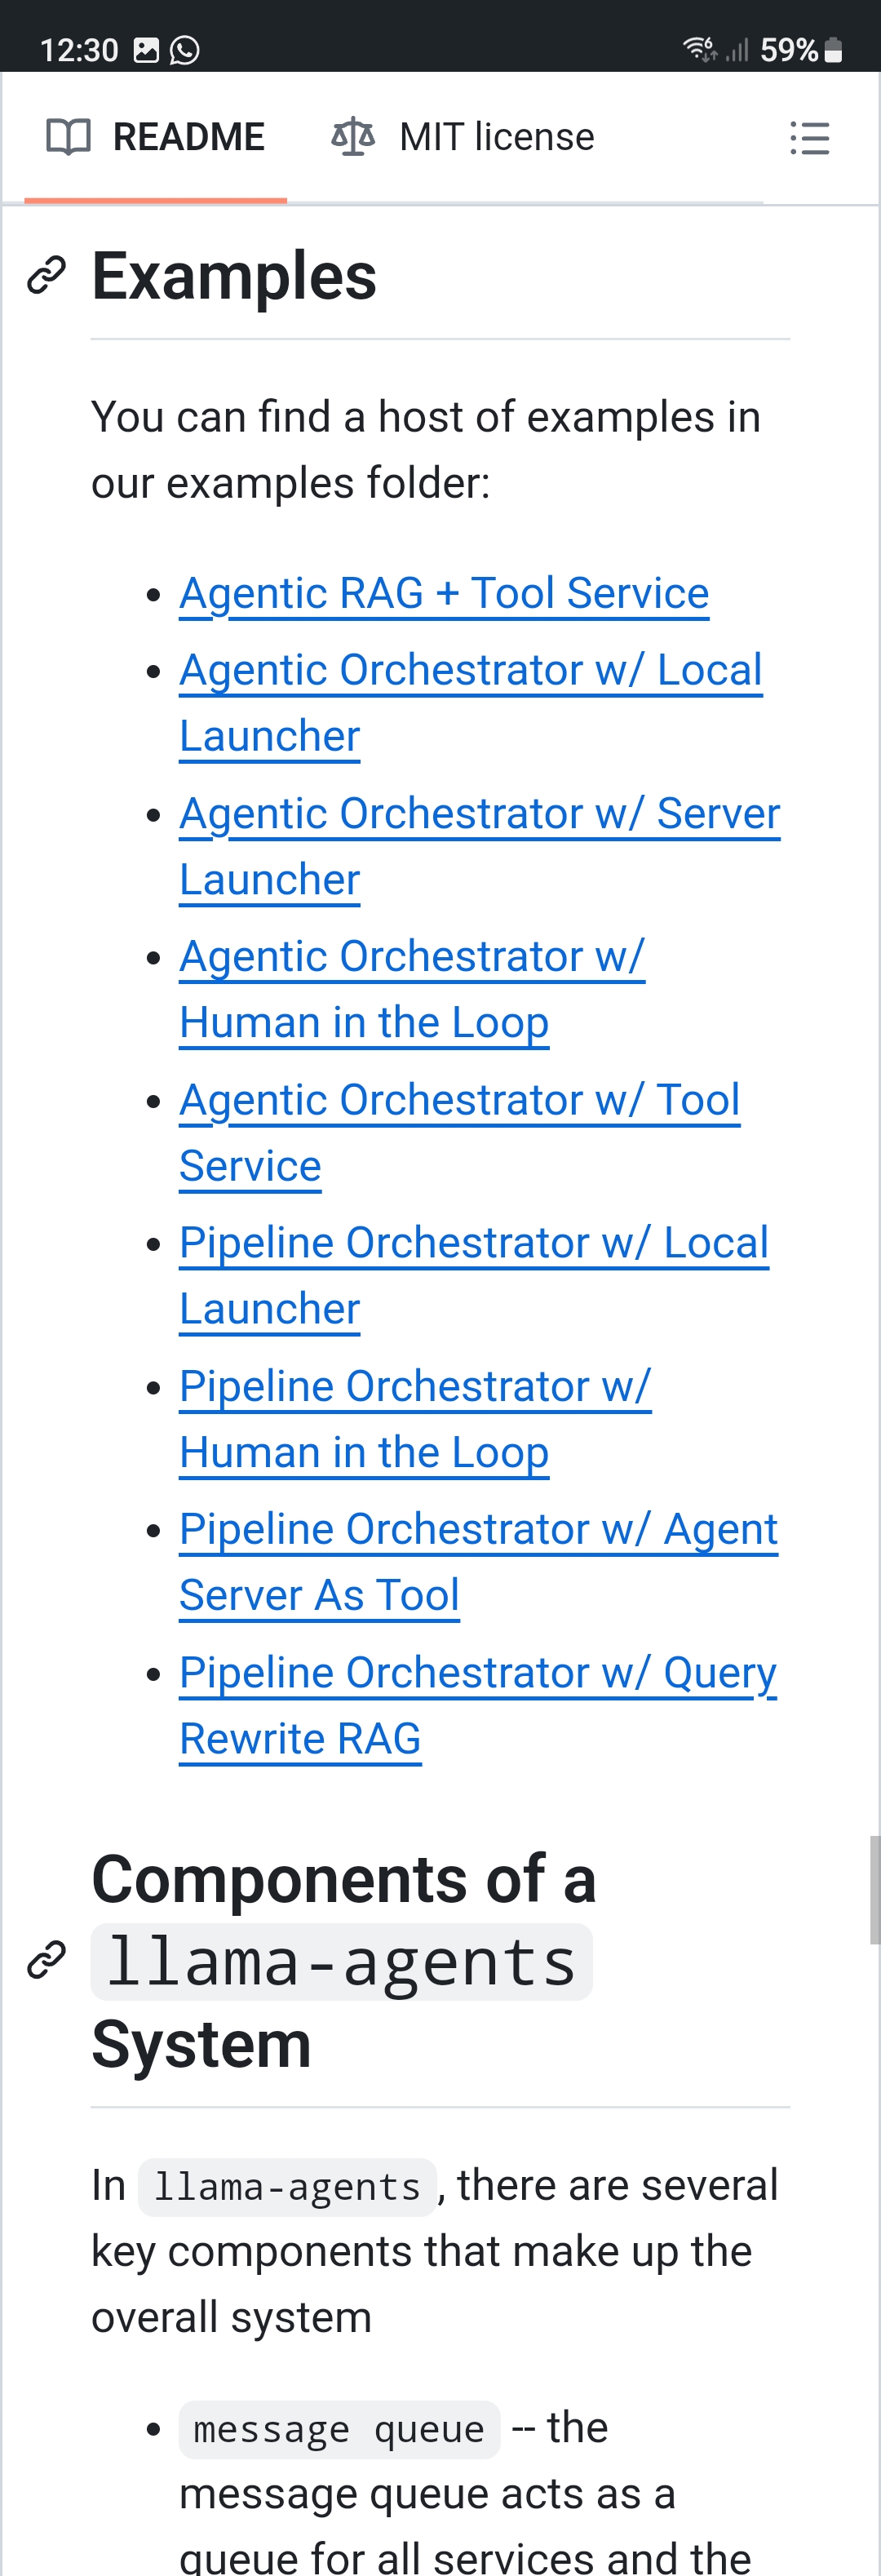 12:30 59%
README MIT license
Examples
You can find a host of examples in
our examples folder:
• Agentic RAG + Tool Service
• Agentic Orchestrator w/ Local
Launcher
• Agentic Orchestrator w/ Server
Launcher
• Agentic Orchestrator w/
Human in the Loop
• Agentic Orchestrator w/ Tool
Service
• Pipeline Orchestrator w/ Local
Launcher
• Pipeline Orchestrator w/
Human in the Loop
• Pipeline Orchestrator w/ Agent
Server As Tool
• Pipeline Orchestrator w/ Query
Rewrite RAG
Components of a
llama-agents
System
In llama-agents, there are several
key components that make up the
overall system
• message queue -- the
message queue acts as a
queue for all services and the